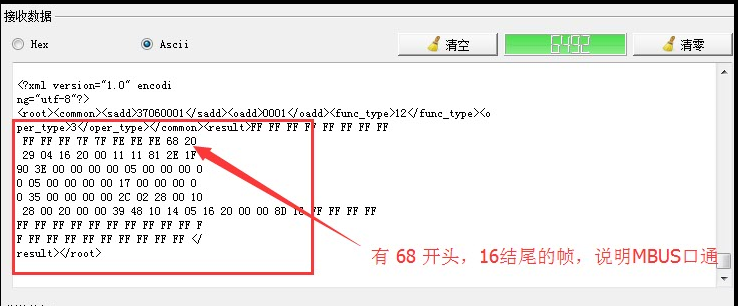 接收数据
Hex Ascii 清空 6492 清零
<?xml version="1.0" encodi
ng="utf-8"?>
<root><common><sadd>37060001</sadd><oadd>0001</oadd><func_type>12</func_type><o
per_type>3</oper_type></common><result>FF FF FF FF FF FF FF FF
FF FF FF 7F 7F FE FE FE 68 20
29 04 16 20 00 11 11 81 2E 1F
90 3E 00 00 00 00 05 00 00 00 0
0 05 00 00 00 00 17 00 00 00 0
0 35 00 00 00 00 2C 02 28 00 10
28 00 20 00 00 39 48 10 14 05 16 20 00 00 8D 16 FF FF FF FF
FF FF FF FF FF FF FF FF FF F
F FF FF FF FF FF FF FF FF </
result></root>
有 68 开头，16结尾的帧，说明MBUS口通